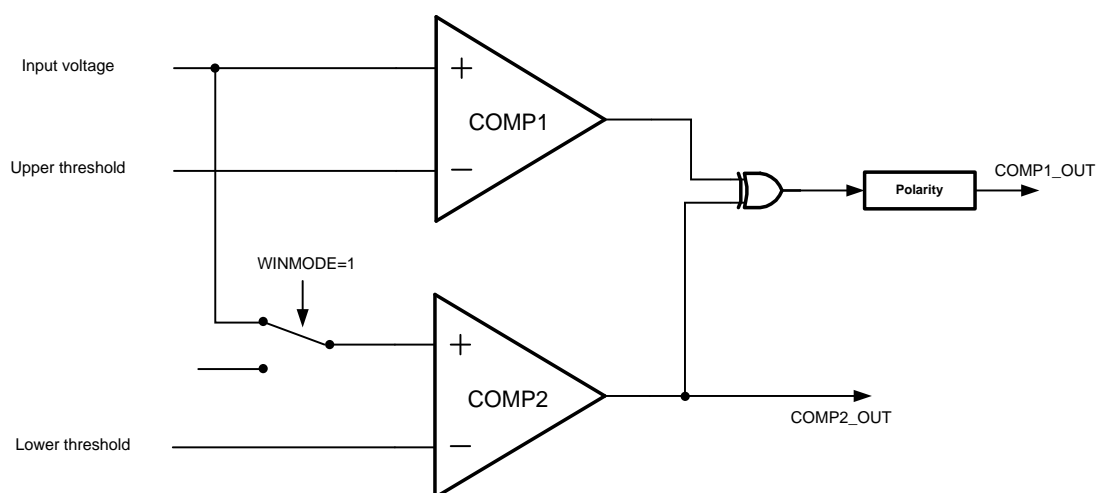 Input voltage
+
COMP1
Upper threshold
−
COMP1_OUT
Polarity
WINMODE=1
+
COMP2
COMP2_OUT
Lower threshold
−